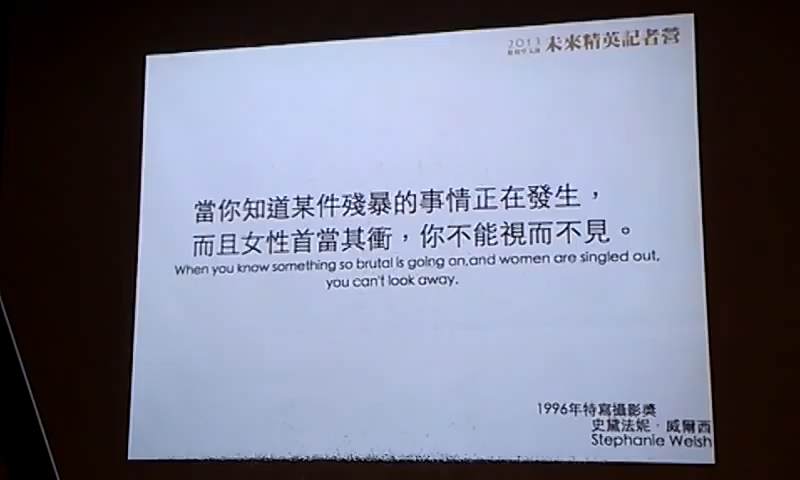 2013
未來精英記者營
當你知道某件殘暴的事情正在發生，
而且女性首當其衝，你不能視而不見。
When you know something so brutal is going on,and women are singled out,
you can't look away.
1996年特寫攝影獎
史黛法妮．威爾西
Stephanie Welsh